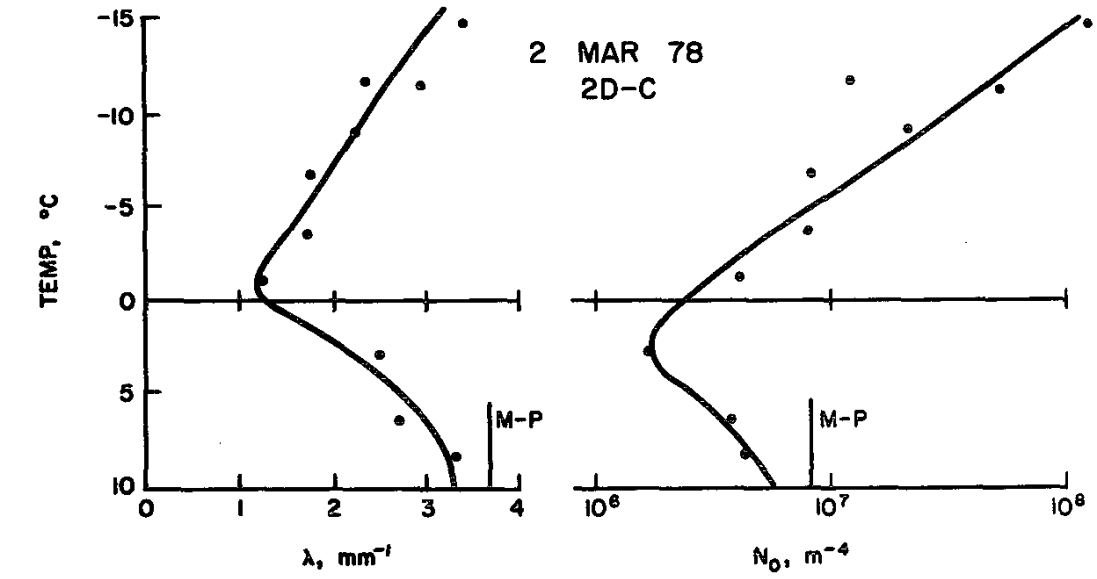 2 MAR 78
2D-C
TEMP, °C
-15
-10
-5
0
5
10
M-P
M-P
0 1 2 3 4
10⁶ 10⁷ 10⁸
λ, mm⁻¹
N₀, m⁻⁴